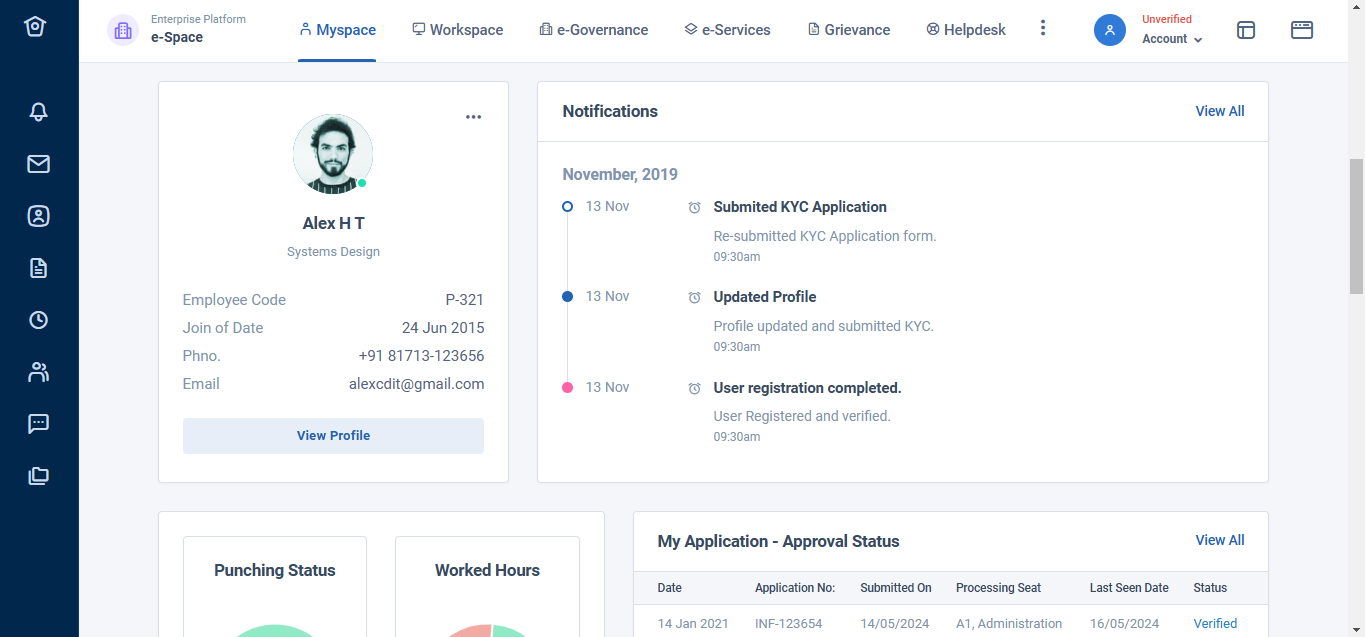 Enterprise Platform
e-Space
Myspace
Workspace
e-Governance
e-Services
Grievance
Helpdesk
Unverified
Account
Alex H T
Systems Design
Employee Code P-321
Join of Date 24 Jun 2015
Phno. +91 81713-123656
Email alexcdit@gmail.com
View Profile
Notifications View All
November, 2019
13 Nov Submited KYC Application
Re-submitted KYC Application form.
09:30am
13 Nov Updated Profile
Profile updated and submitted KYC.
09:30am
13 Nov User registration completed.
User Registered and verified.
09:30am
Punching Status
Worked Hours
My Application - Approval Status View All
Date Application No: Submitted On Processing Seat Last Seen Date Status
14 Jan 2021 INF-123654 14/05/2024 A1, Administration 16/05/2024 Verified